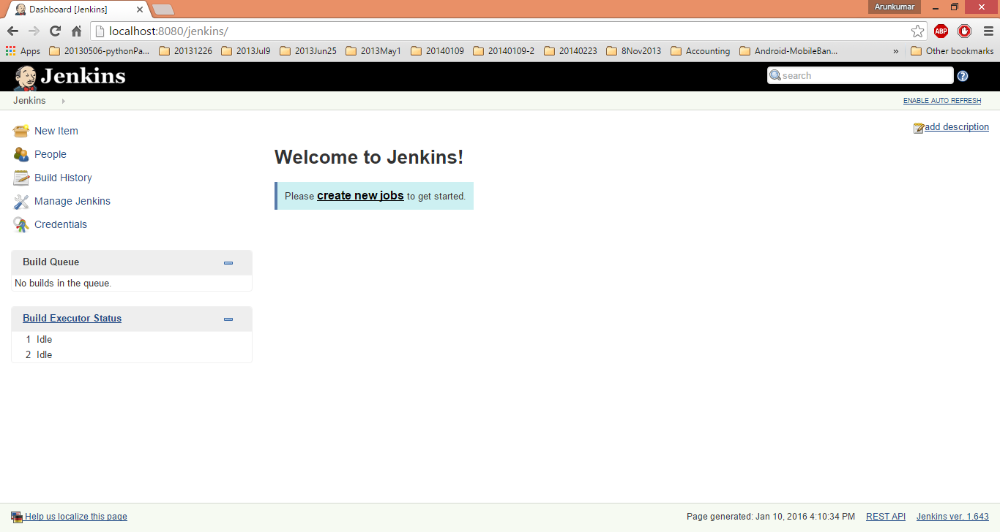 Dashboard [Jenkins]
Arunkumar
localhost:8080/jenkins/
ABP
Apps 20130506-pythonPa... 20131226 2013Jul9 2013Jun25 2013May1 20140109 20140109-2 20140223 8Nov2013 Accounting Android-MobileBan... » Other bookmarks
Jenkins
search
?
Jenkins
ENABLE AUTO REFRESH
add description
New Item
People
Build History
Manage Jenkins
Credentials
Welcome to Jenkins!
Please create new jobs to get started.
Build Queue
No builds in the queue.
Build Executor Status
1 Idle
2 Idle
Help us localize this page
Page generated: Jan 10, 2016 4:10:34 PM REST API Jenkins ver. 1.643